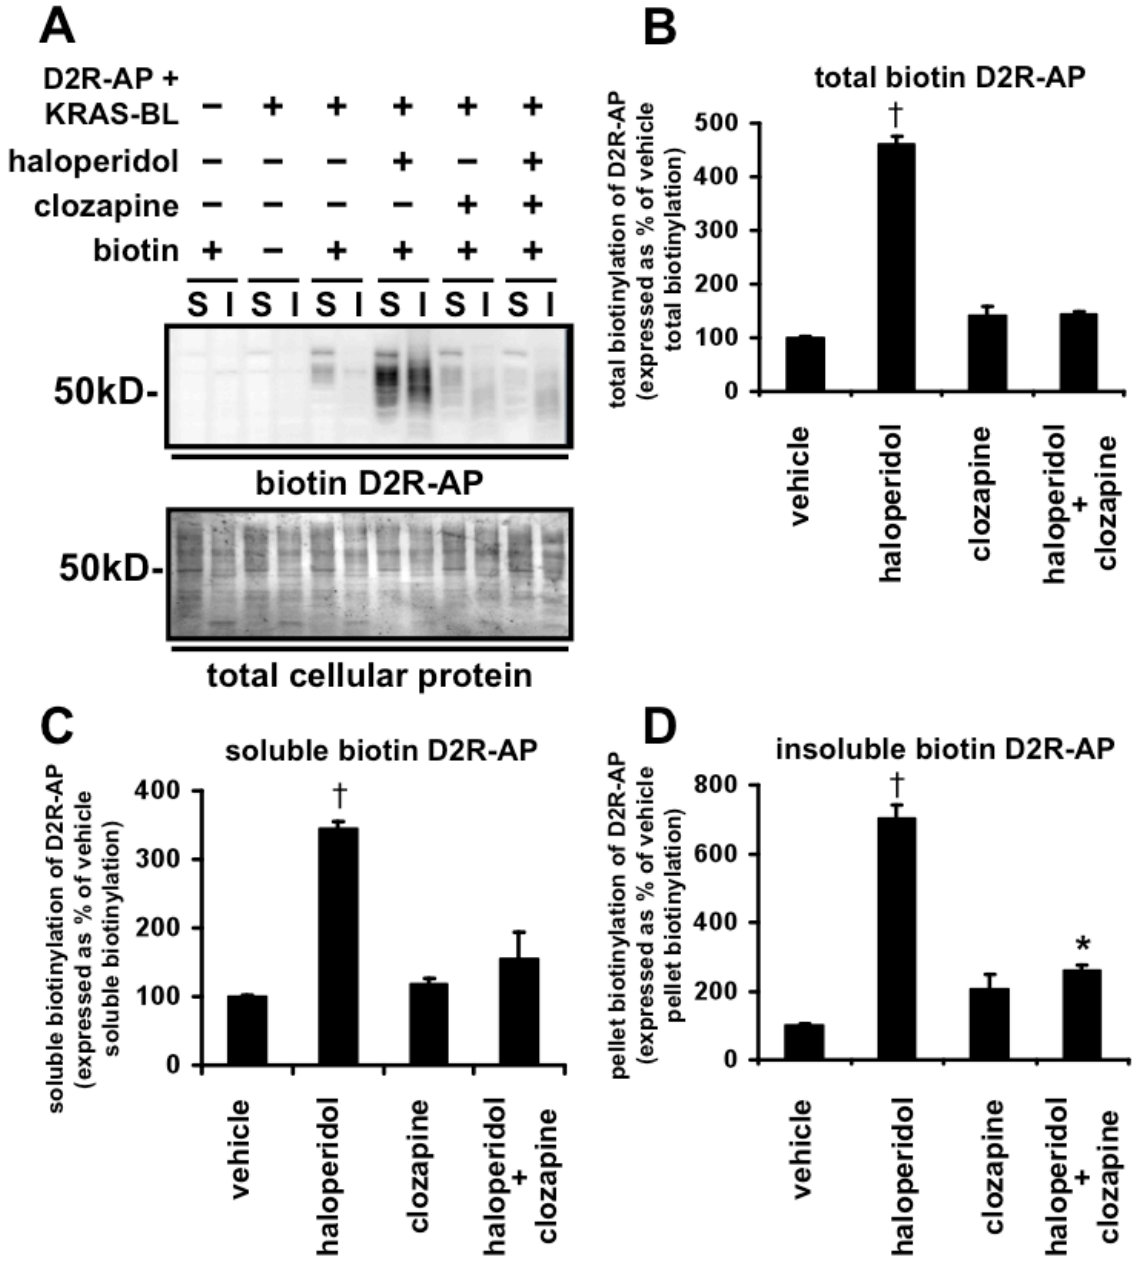 A
D2R-AP +
KRAS-BL − + + + + +
haloperidol − − − + − +
clozapine − − − − + +
biotin + − + + + +
S I S I S I S I S I S I
50kD-
biotin D2R-AP
50kD-
total cellular protein
B
total biotin D2R-AP
total biotinylation of D2R-AP
(expressed as % of vehicle
total biotinylation)
500
400
300
200
100
0
†
vehicle
haloperidol
clozapine
haloperidol
+
clozapine
C
soluble biotin D2R-AP
soluble biotinylation of D2R-AP
(expressed as % of vehicle
soluble biotinylation)
400
300
200
100
0
†
vehicle
haloperidol
clozapine
haloperidol
+
clozapine
D
insoluble biotin D2R-AP
pellet biotinylation of D2R-AP
(expressed as % of vehicle
pellet biotinylation)
800
600
400
200
0
†
*
vehicle
haloperidol
clozapine
haloperidol
+
clozapine